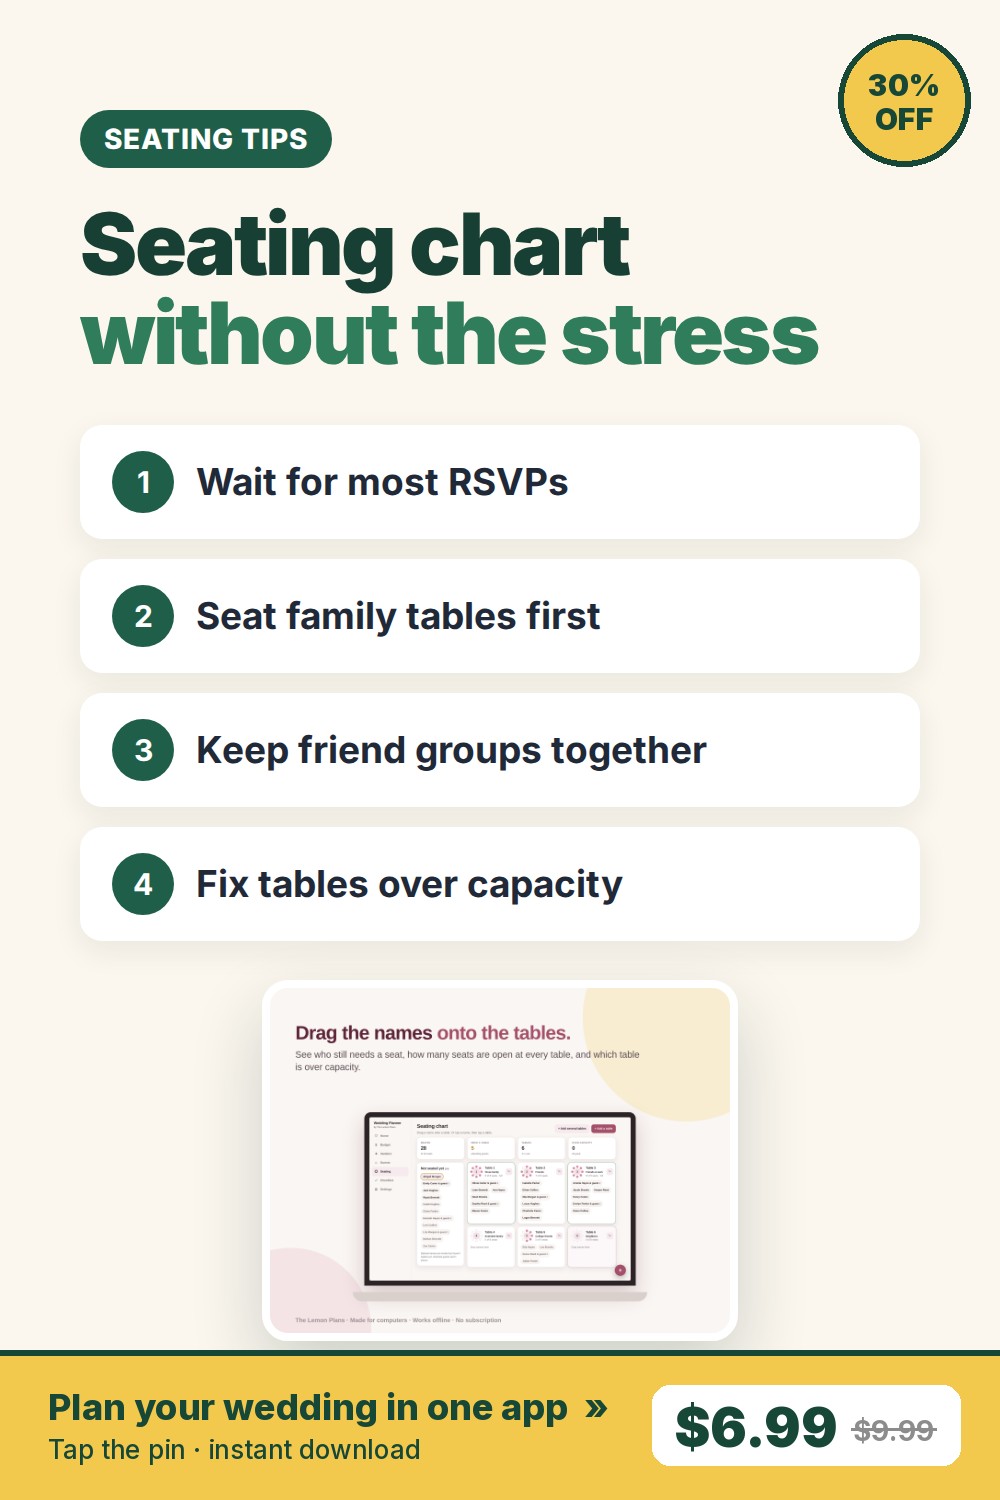 30%
OFF
SEATING TIPS
Seating chart
without the stress
1 Wait for most RSVPs
2 Seat family tables first
3 Keep friend groups together
4 Fix tables over capacity
Drag the names onto the tables.
See who still needs a seat, how many seats are open at every table, and which table
is over capacity.
Wedding Planner
Seating chart
The Lemon Plans · Made for computers · Works offline · No subscription
Plan your wedding in one app »
$6.99 $9.99
Tap the pin · instant download